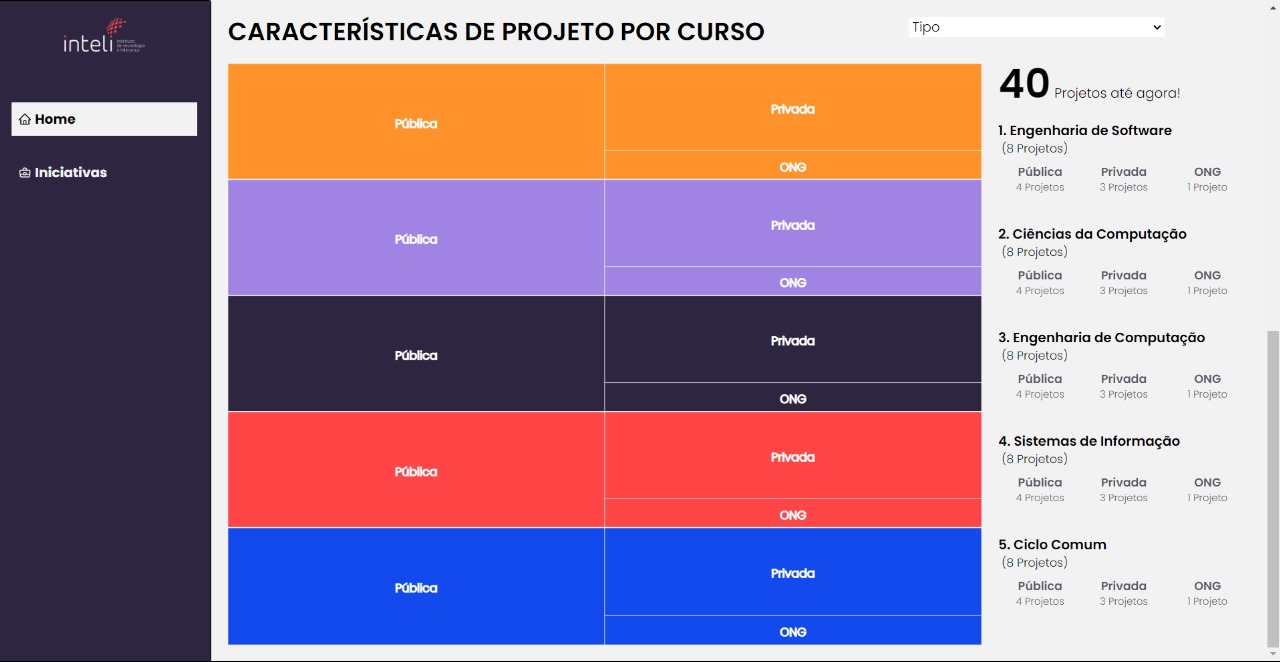 inteli instituto de tecnologia e liderança
Home
Iniciativas
CARACTERÍSTICAS DE PROJETO POR CURSO
Tipo
Pública
Privada
ONG
Pública
Privada
ONG
Pública
Privada
ONG
Pública
Privada
ONG
Pública
Privada
ONG
40 Projetos até agora!
1. Engenharia de Software
(8 Projetos)
Pública Privada ONG
4 Projetos 3 Projetos 1 Projeto
2. Ciências da Computação
(8 Projetos)
Pública Privada ONG
4 Projetos 3 Projetos 1 Projeto
3. Engenharia de Computação
(8 Projetos)
Pública Privada ONG
4 Projetos 3 Projetos 1 Projeto
4. Sistemas de Informação
(8 Projetos)
Pública Privada ONG
4 Projetos 3 Projetos 1 Projeto
5. Ciclo Comum
(8 Projetos)
Pública Privada ONG
4 Projetos 3 Projetos 1 Projeto